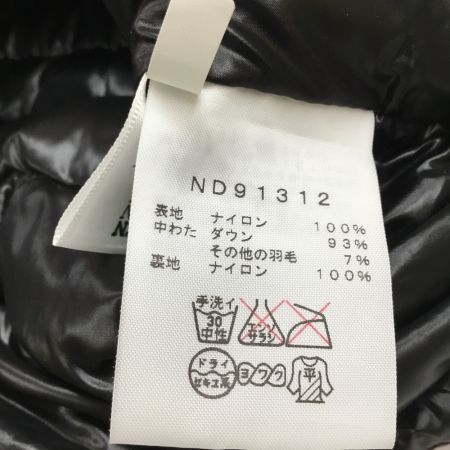 ND91312
表地 ナイロン 100%
中わた ダウン 93%
その他の羽毛 7%
裏地 ナイロン 100%
手洗イ
30
中性
エンソ
サラシ
ドライ
セキユ系
ヨワク
平